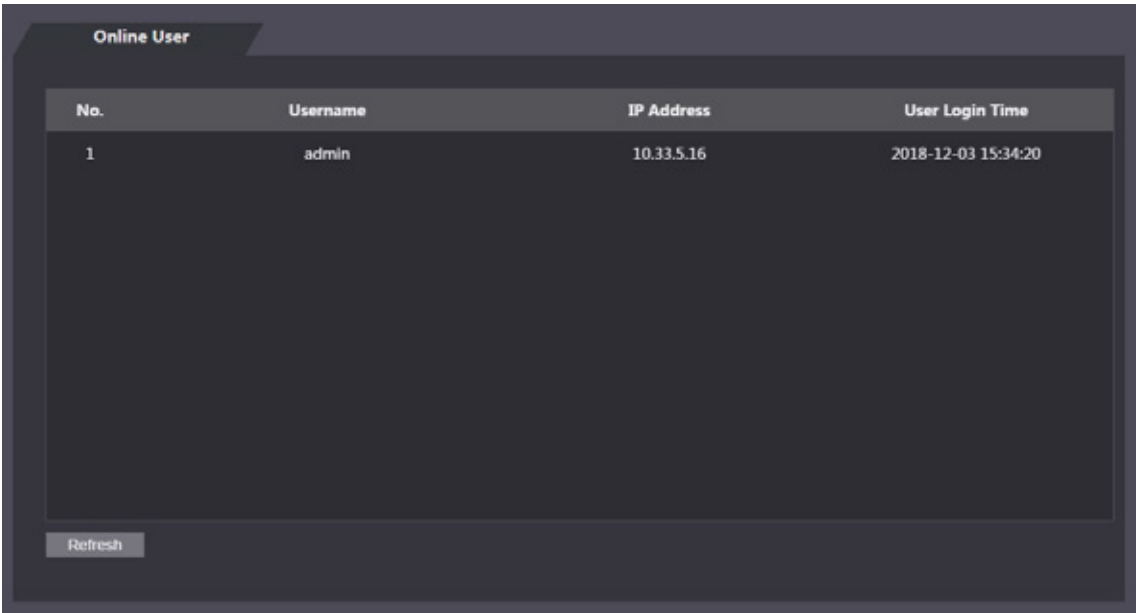 Online User
No. Username IP Address User Login Time
1 admin 10.33.5.16 2018-12-03 15:34:20
Refresh